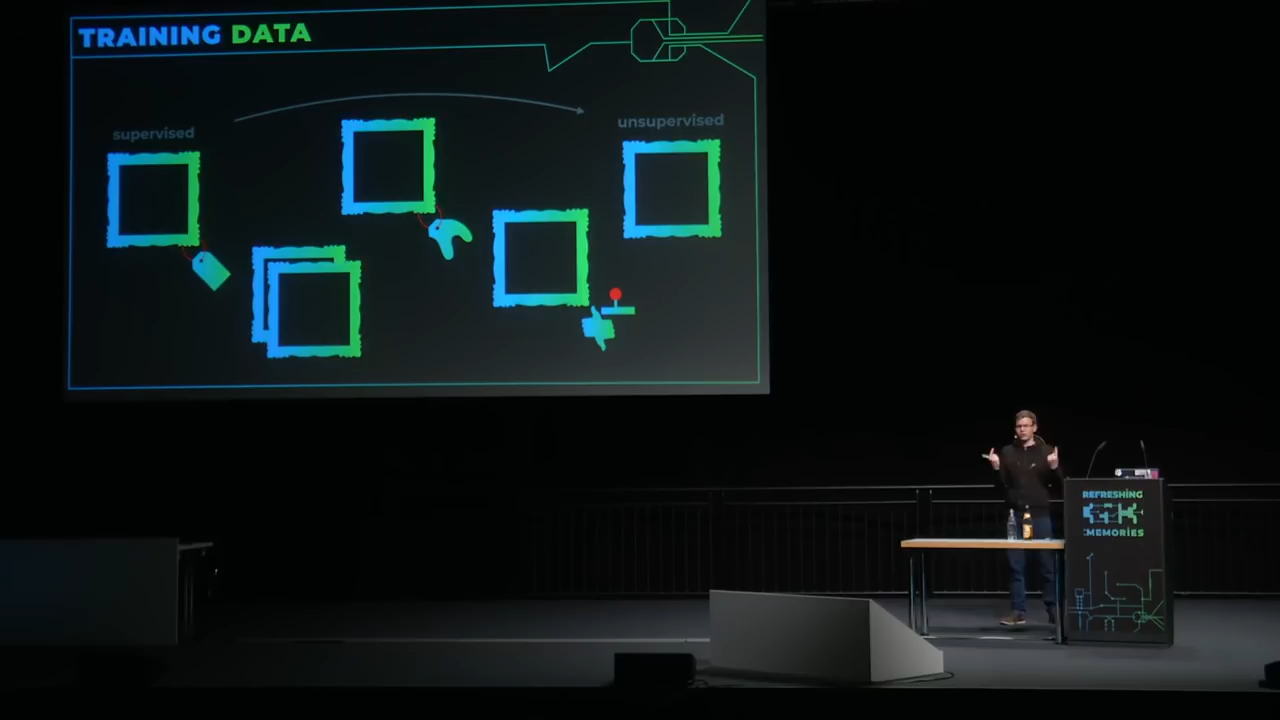 TRAINING DATA
supervised
unsupervised
REFRESHING
:MEMORIES